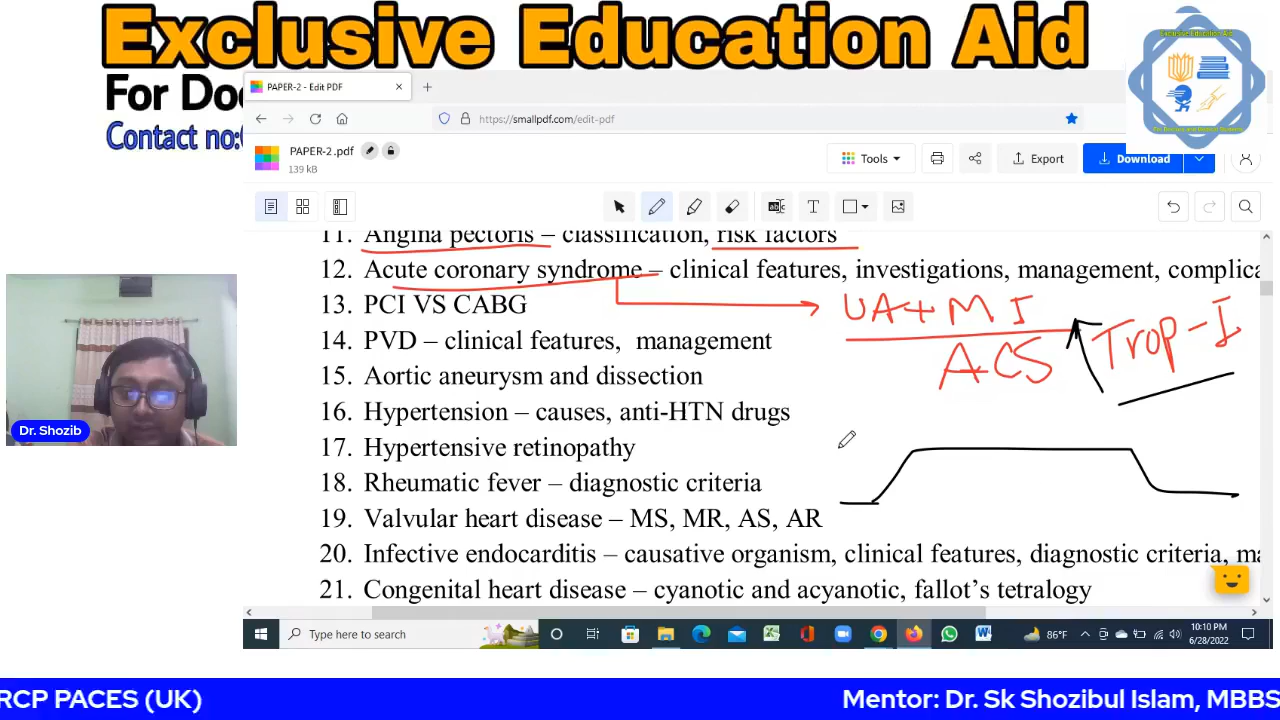 Exclusive Education Aid
Exclusive Education Aid
For Doc
Contact no:
PAPER-2 - Edit PDF
https://smallpdf.com/edit-pdf
PAPER-2.pdf
139 kB
Tools
Export
Download
11. Angina pectoris – classification, risk factors
12. Acute coronary syndrome – clinical features, investigations, management, complica
13. PCI VS CABG
14. PVD – clinical features, management
15. Aortic aneurysm and dissection
16. Hypertension – causes, anti-HTN drugs
17. Hypertensive retinopathy
18. Rheumatic fever – diagnostic criteria
19. Valvular heart disease – MS, MR, AS, AR
20. Infective endocarditis – causative organism, clinical features, diagnostic criteria, ma
21. Congenital heart disease – cyanotic and acyanotic, fallot's tetralogy
UA+MI
ACS
Trop-I
Dr. Shozib
Type here to search
86°F
10:10 PM
6/28/2022
RCP PACES (UK)
Mentor: Dr. Sk Shozibul Islam, MBBS